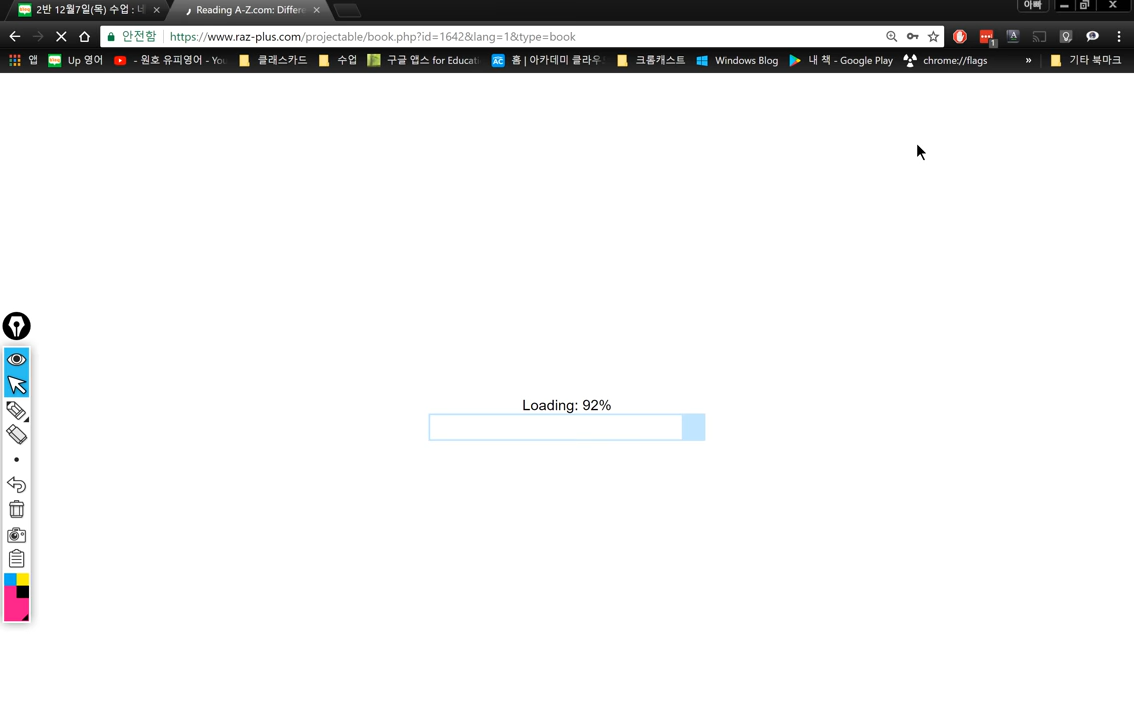 2반 12월7일(목) 수업 : 네
Reading A-Z.com: Differe
아빠
안전함
https://www.raz-plus.com/projectable/book.php?id=1642&lang=1&type=book
1
A
앱
blog
Up 영어
- 원호 유피영어 - You
클래스카드
수업
구글 앱스 for Educati
AC
홈 | 아카데미 클라우
크롬캐스트
Windows Blog
내 책 - Google Play
chrome://flags
»
기타 북마크
Loading: 92%